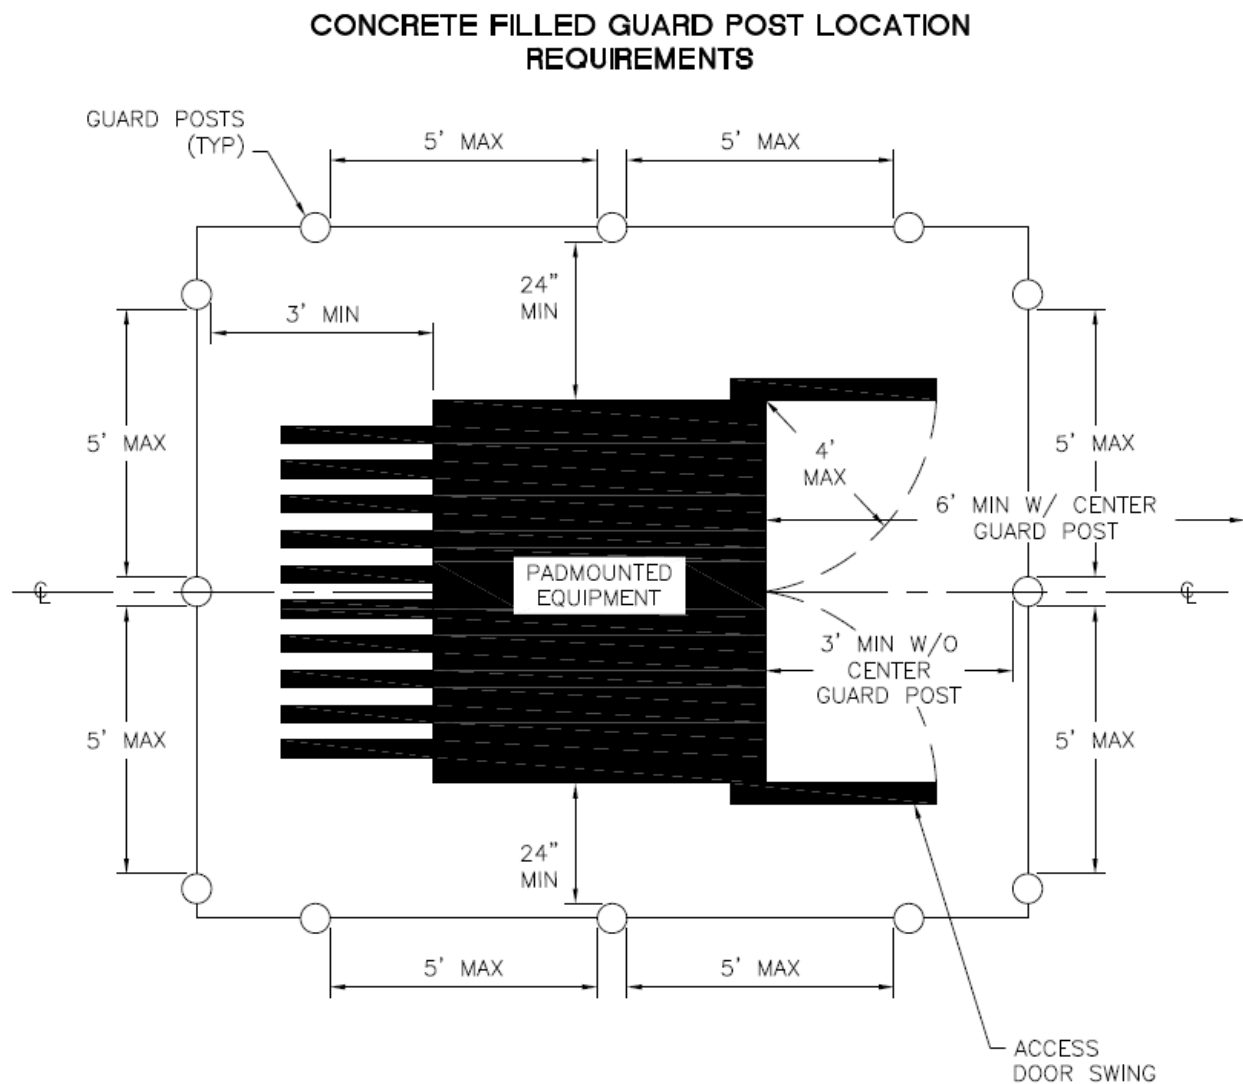 CONCRETE FILLED GUARD POST LOCATION
REQUIREMENTS
GUARD POSTS
(TYP)
5' MAX
5' MAX
24"
MIN
3' MIN
5' MAX
4'
MAX
5' MAX
6' MIN W/ CENTER
GUARD POST
PADMOUNTED
EQUIPMENT
℄
℄
3' MIN W/O
CENTER
GUARD POST
5' MAX
5' MAX
24"
MIN
5' MAX
5' MAX
ACCESS
DOOR SWING